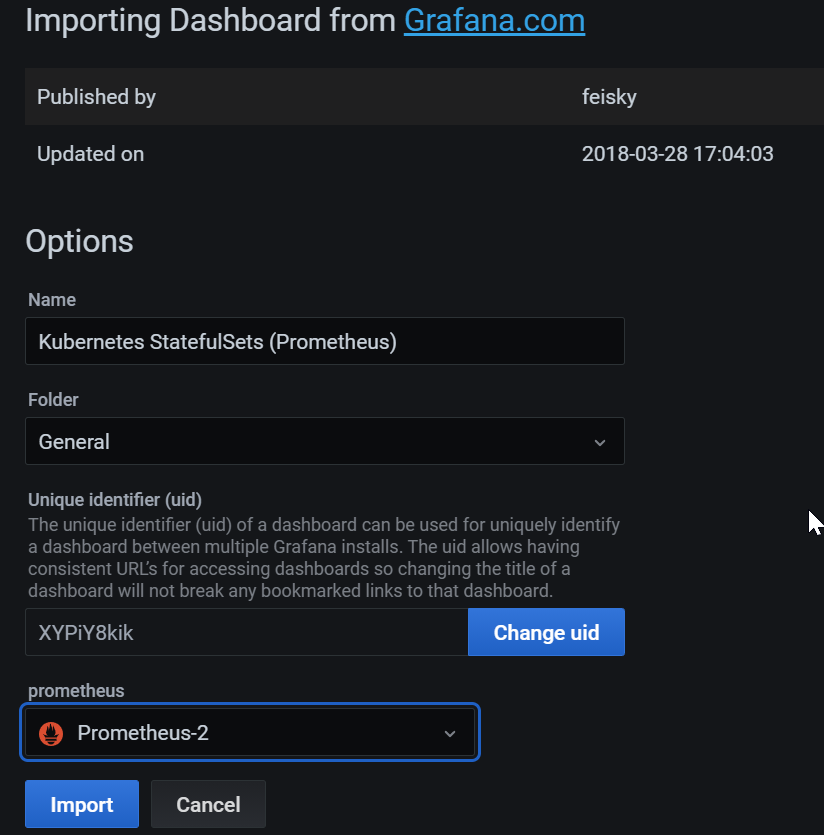 Importing Dashboard from Grafana.com
Published by feisky
Updated on 2018-03-28 17:04:03
Options
Name
Kubernetes StatefulSets (Prometheus)
Folder
General
Unique identifier (uid)
The unique identifier (uid) of a dashboard can be used for uniquely identify
a dashboard between multiple Grafana installs. The uid allows having
consistent URL's for accessing dashboards so changing the title of a
dashboard will not break any bookmarked links to that dashboard.
XYPiY8kik Change uid
prometheus
Prometheus-2
Import Cancel